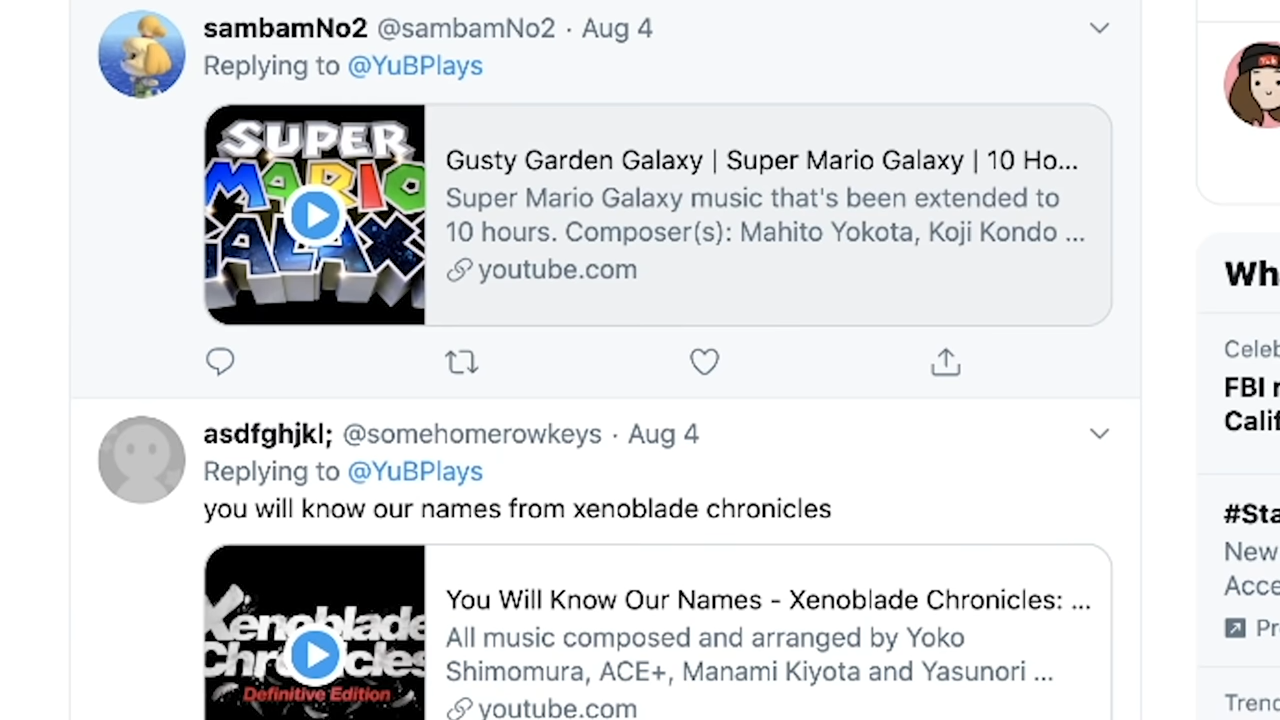 sambamNo2 @sambamNo2 · Aug 4
Replying to @YuBPlays
SUPER
MARIO
GALAXY
Gusty Garden Galaxy | Super Mario Galaxy | 10 Ho...
Super Mario Galaxy music that's been extended to
10 hours. Composer(s): Mahito Yokota, Koji Kondo ...
youtube.com
asdfghjkl; @somehomerowkeys · Aug 4
Replying to @YuBPlays
you will know our names from xenoblade chronicles
Xenoblade
Chronicles
Definitive Edition
You Will Know Our Names - Xenoblade Chronicles: ...
All music composed and arranged by Yoko
Shimomura, ACE+, Manami Kiyota and Yasunori ...
youtube.com
Wh
Celeb
FBI r
Calif
#Sta
New
Acce
Pr
Trend